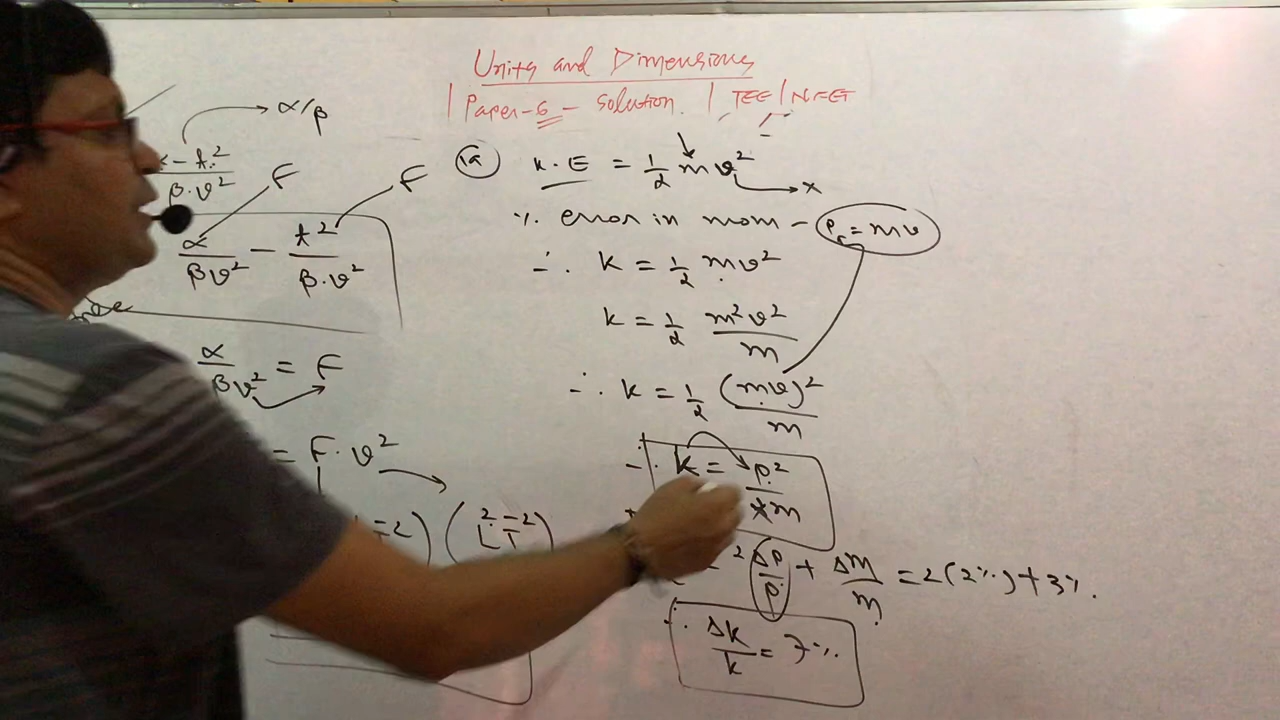 Units and Dimensions
| Paper-6 - Solution. | JEE/NEET
α/β
α - t²
β.v²
F
F
α/βv² - t²/β.v²
α/βv² = F
= F.v²
(L²T⁻²)
K.E = 1/2 mv²
x
% error in mom - P = mv
∴ K = 1/2 mv²
K = 1/2 m²v²/m
∴ K = 1/2 (mv)²/m
∴ K = P²/2m
2 ΔP/P + Δm/m = 2(2%) + 3%.
∴ ΔK/K = 7%.